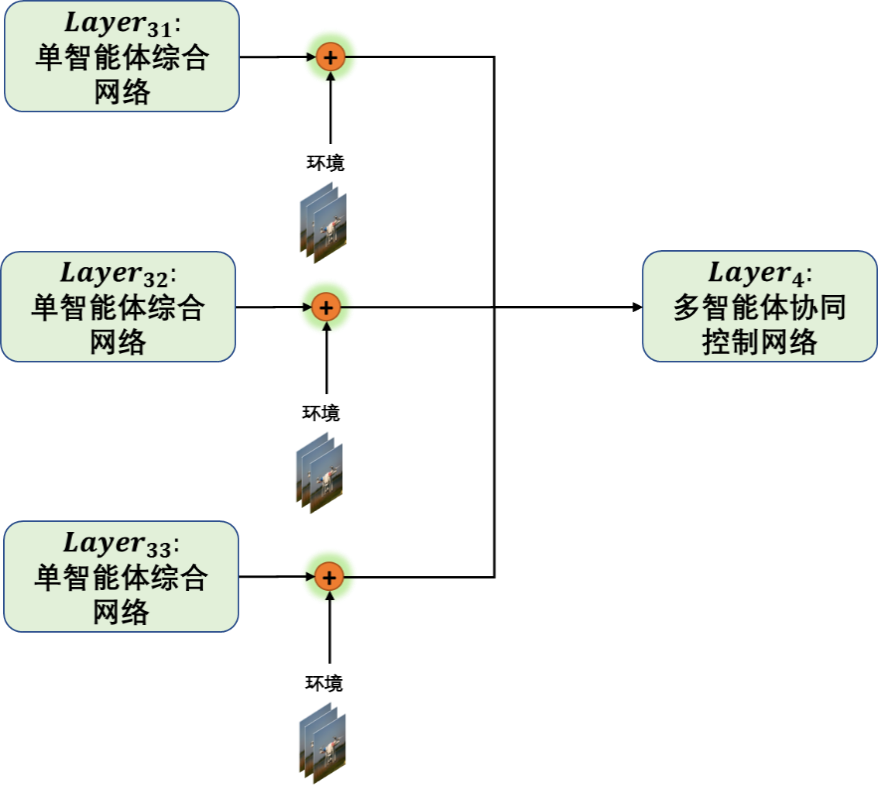 Layer31:
单智能体综合
网络
+
环境
Layer32:
单智能体综合
网络
+
环境
Layer4:
多智能体协同
控制网络
Layer33:
单智能体综合
网络
+
环境